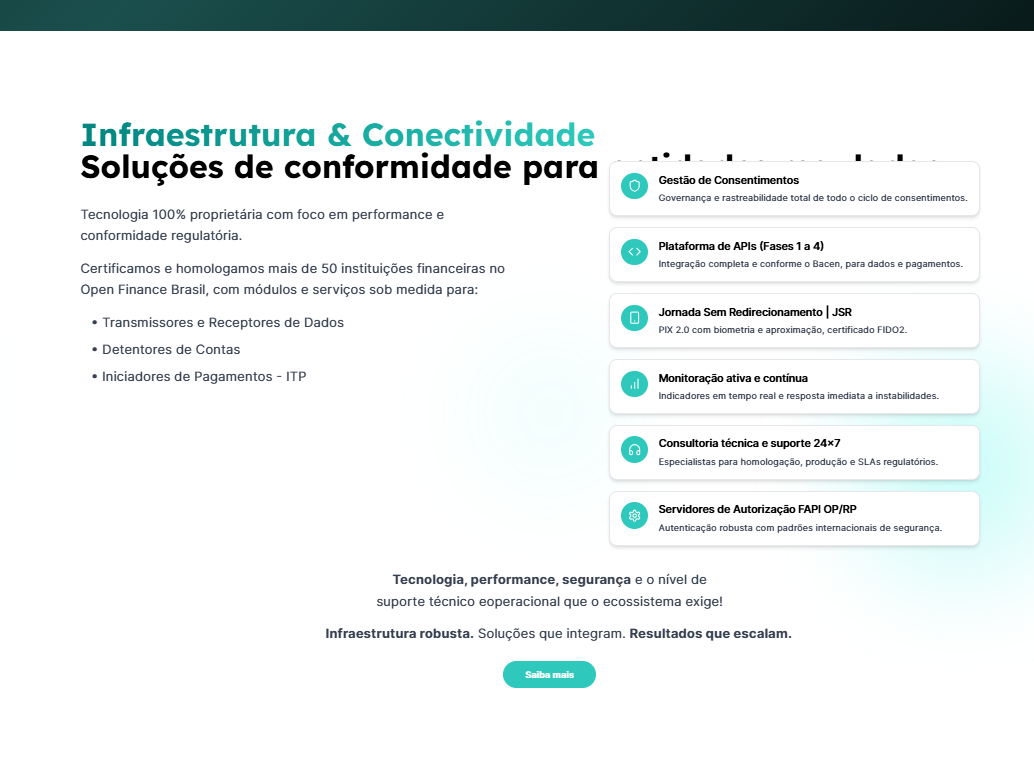 Infraestrutura & Conectividade
Soluções de conformidade para
Tecnologia 100% proprietária com foco em performance e
conformidade regulatória.
Certificamos e homologamos mais de 50 instituições financeiras no
Open Finance Brasil, com módulos e serviços sob medida para:
• Transmissores e Receptores de Dados
• Detentores de Contas
• Iniciadores de Pagamentos - ITP
Gestão de Consentimentos
Governança e rastreabilidade total de todo o ciclo de consentimentos.
Plataforma de APIs (Fases 1 a 4)
Integração completa e conforme o Bacen, para dados e pagamentos.
Jornada Sem Redirecionamento | JSR
PIX 2.0 com biometria e aproximação, certificado FIDO2.
Monitoração ativa e contínua
Indicadores em tempo real e resposta imediata a instabilidades.
Consultoria técnica e suporte 24×7
Especialistas para homologação, produção e SLAs regulatórios.
Servidores de Autorização FAPI OP/RP
Autenticação robusta com padrões internacionais de segurança.
Tecnologia, performance, segurança e o nível de
suporte técnico eoperacional que o ecossistema exige!
Infraestrutura robusta. Soluções que integram. Resultados que escalam.
Saiba mais